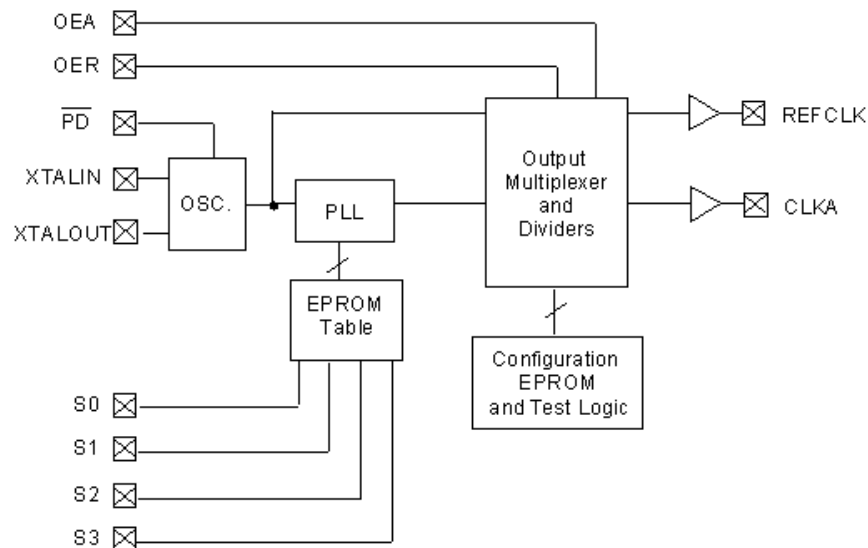 OEA
OER
PD
XTALIN
XTALOUT
OSC.
PLL
EPROM
Table
Output
Multiplexer
and
Dividers
REFCLK
CLKA
Configuration
EPROM
and Test Logic
S0
S1
S2
S3